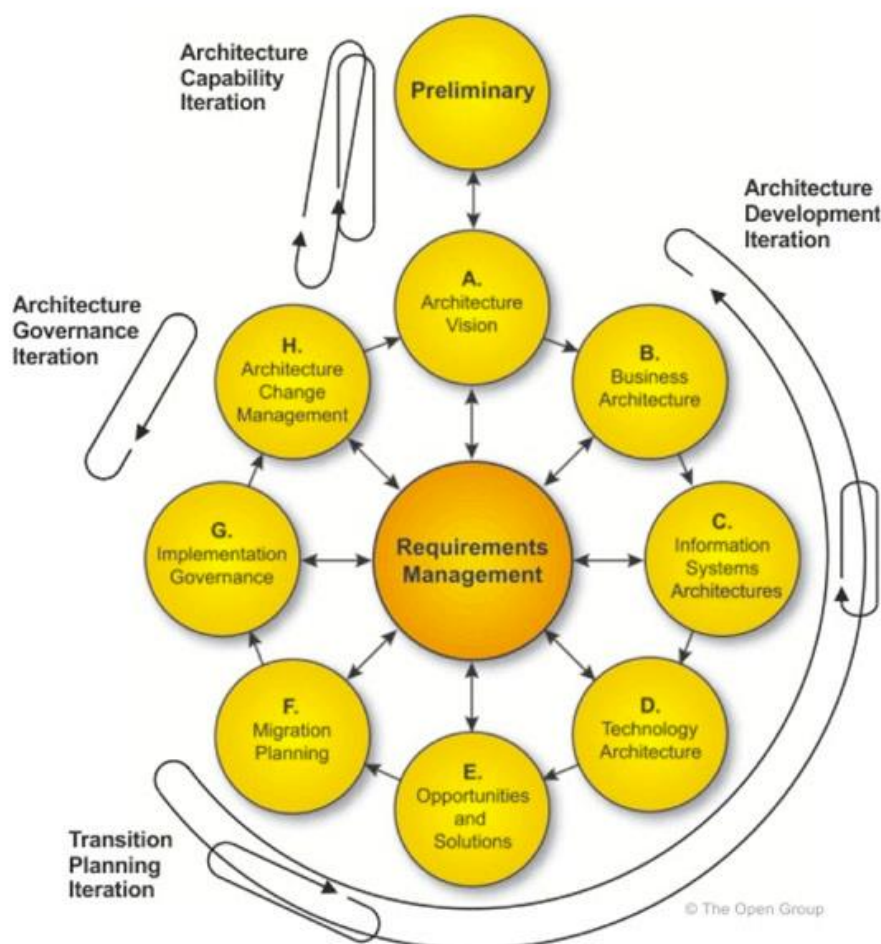 Architecture
Capability
Iteration
Preliminary
Architecture
Development
Iteration
Architecture
Governance
Iteration
A.
Architecture
Vision
B.
Business
Architecture
C.
Information
Systems
Architectures
D.
Technology
Architecture
E.
Opportunities
and
Solutions
F.
Migration
Planning
G.
Implementation
Governance
H.
Architecture
Change
Management
Requirements
Management
Transition
Planning
Iteration
© The Open Group